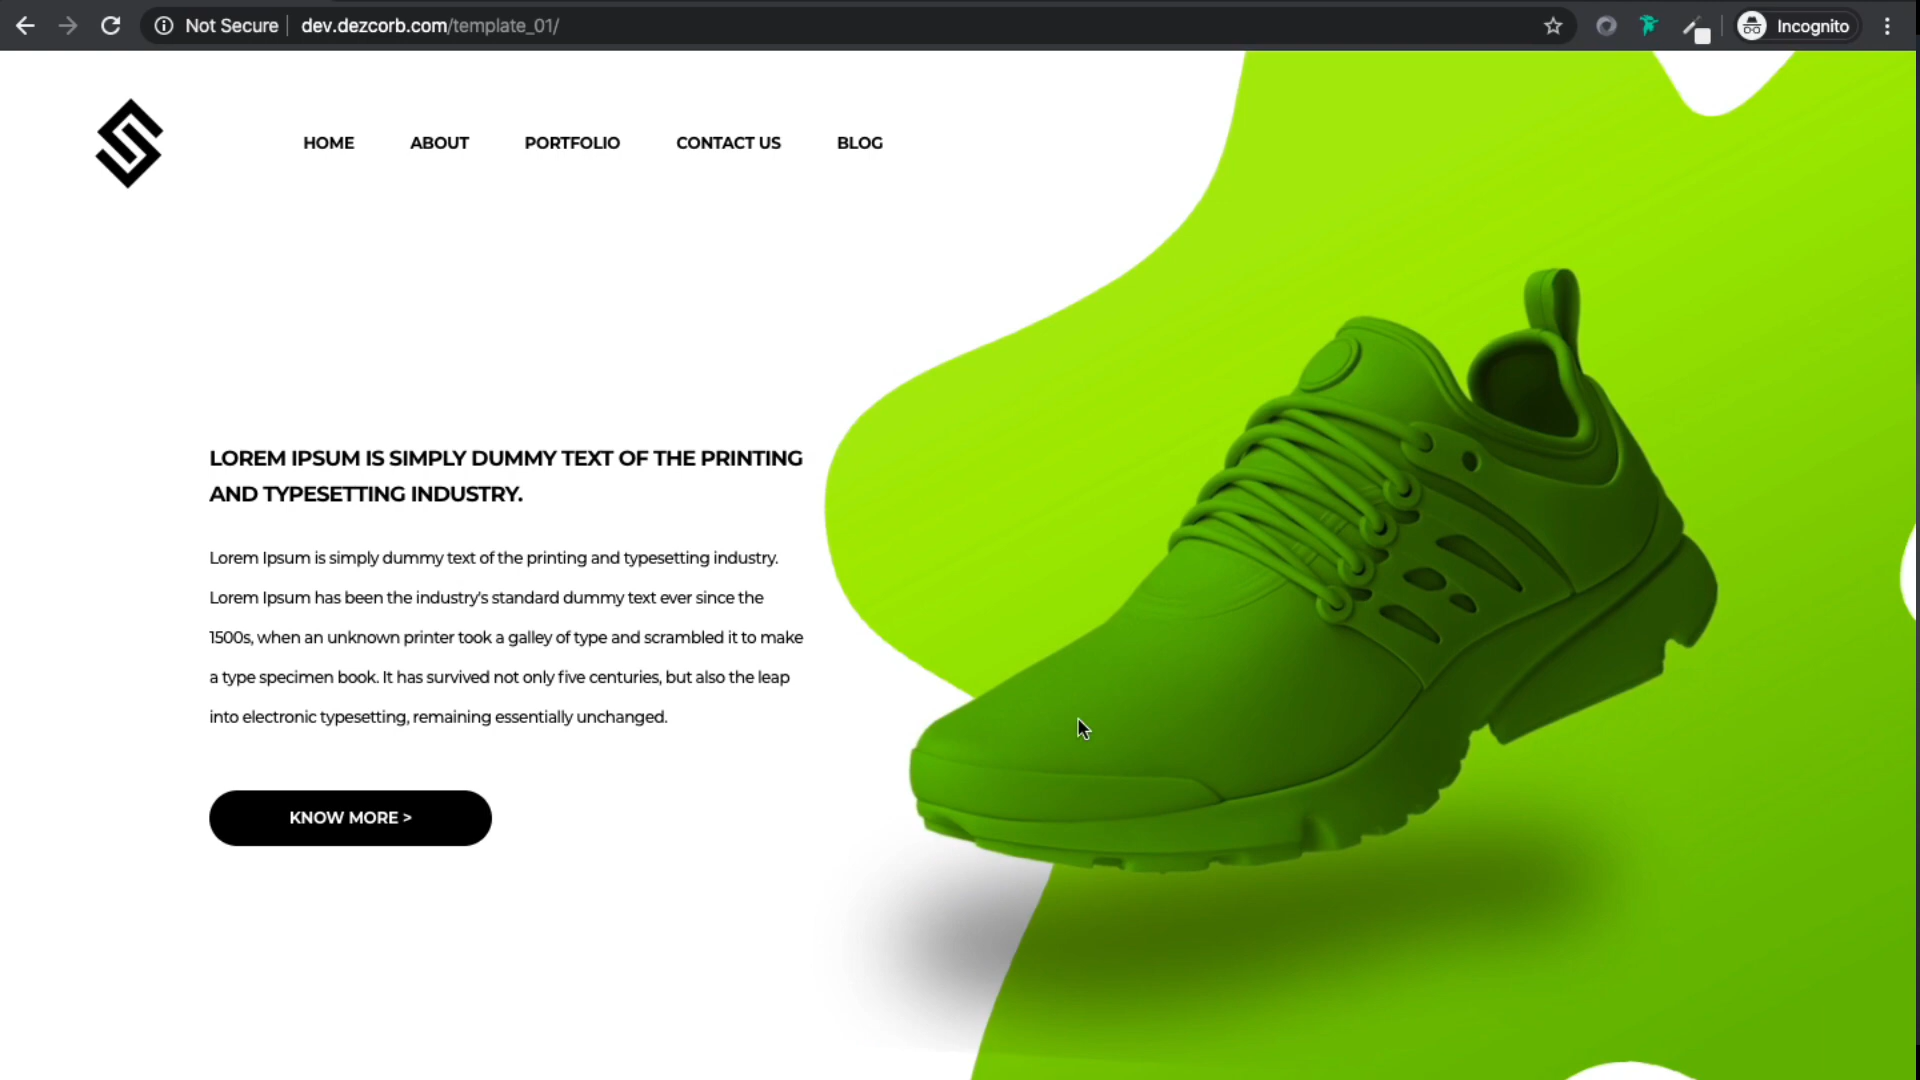 Not Secure
dev.dezcorb.com/template_01/
Incognito
HOME
ABOUT
PORTFOLIO
CONTACT US
BLOG
LOREM IPSUM IS SIMPLY DUMMY TEXT OF THE PRINTING
AND TYPESETTING INDUSTRY.
Lorem Ipsum is simply dummy text of the printing and typesetting industry.
Lorem Ipsum has been the industry's standard dummy text ever since the
1500s, when an unknown printer took a galley of type and scrambled it to make
a type specimen book. It has survived not only five centuries, but also the leap
into electronic typesetting, remaining essentially unchanged.
KNOW MORE >